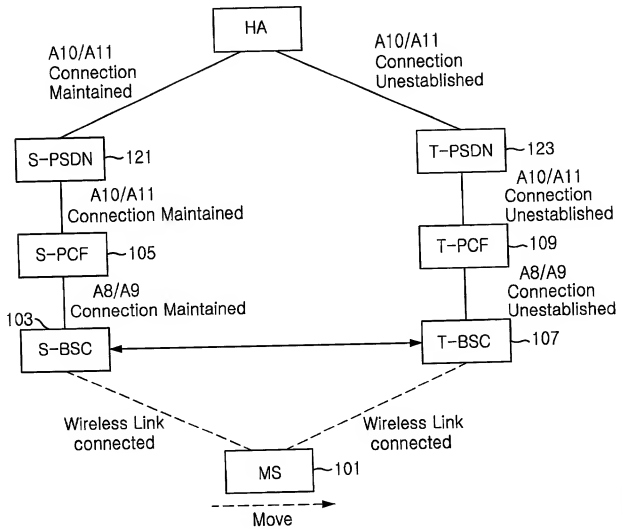 HA
A10/A11
Connection
Maintained
A10/A11
Connection
Unestablished
S-PSDN
121
T-PSDN
123
A10/A11
Connection Maintained
A10/A11
Connection
Unestablished
S-PCF
105
T-PCF
109
A8/A9
Connection Maintained
A8/A9
Connection
Unestablished
103
S-BSC
T-BSC
107
Wireless Link
connected
Wireless Link
connected
MS
101
Move